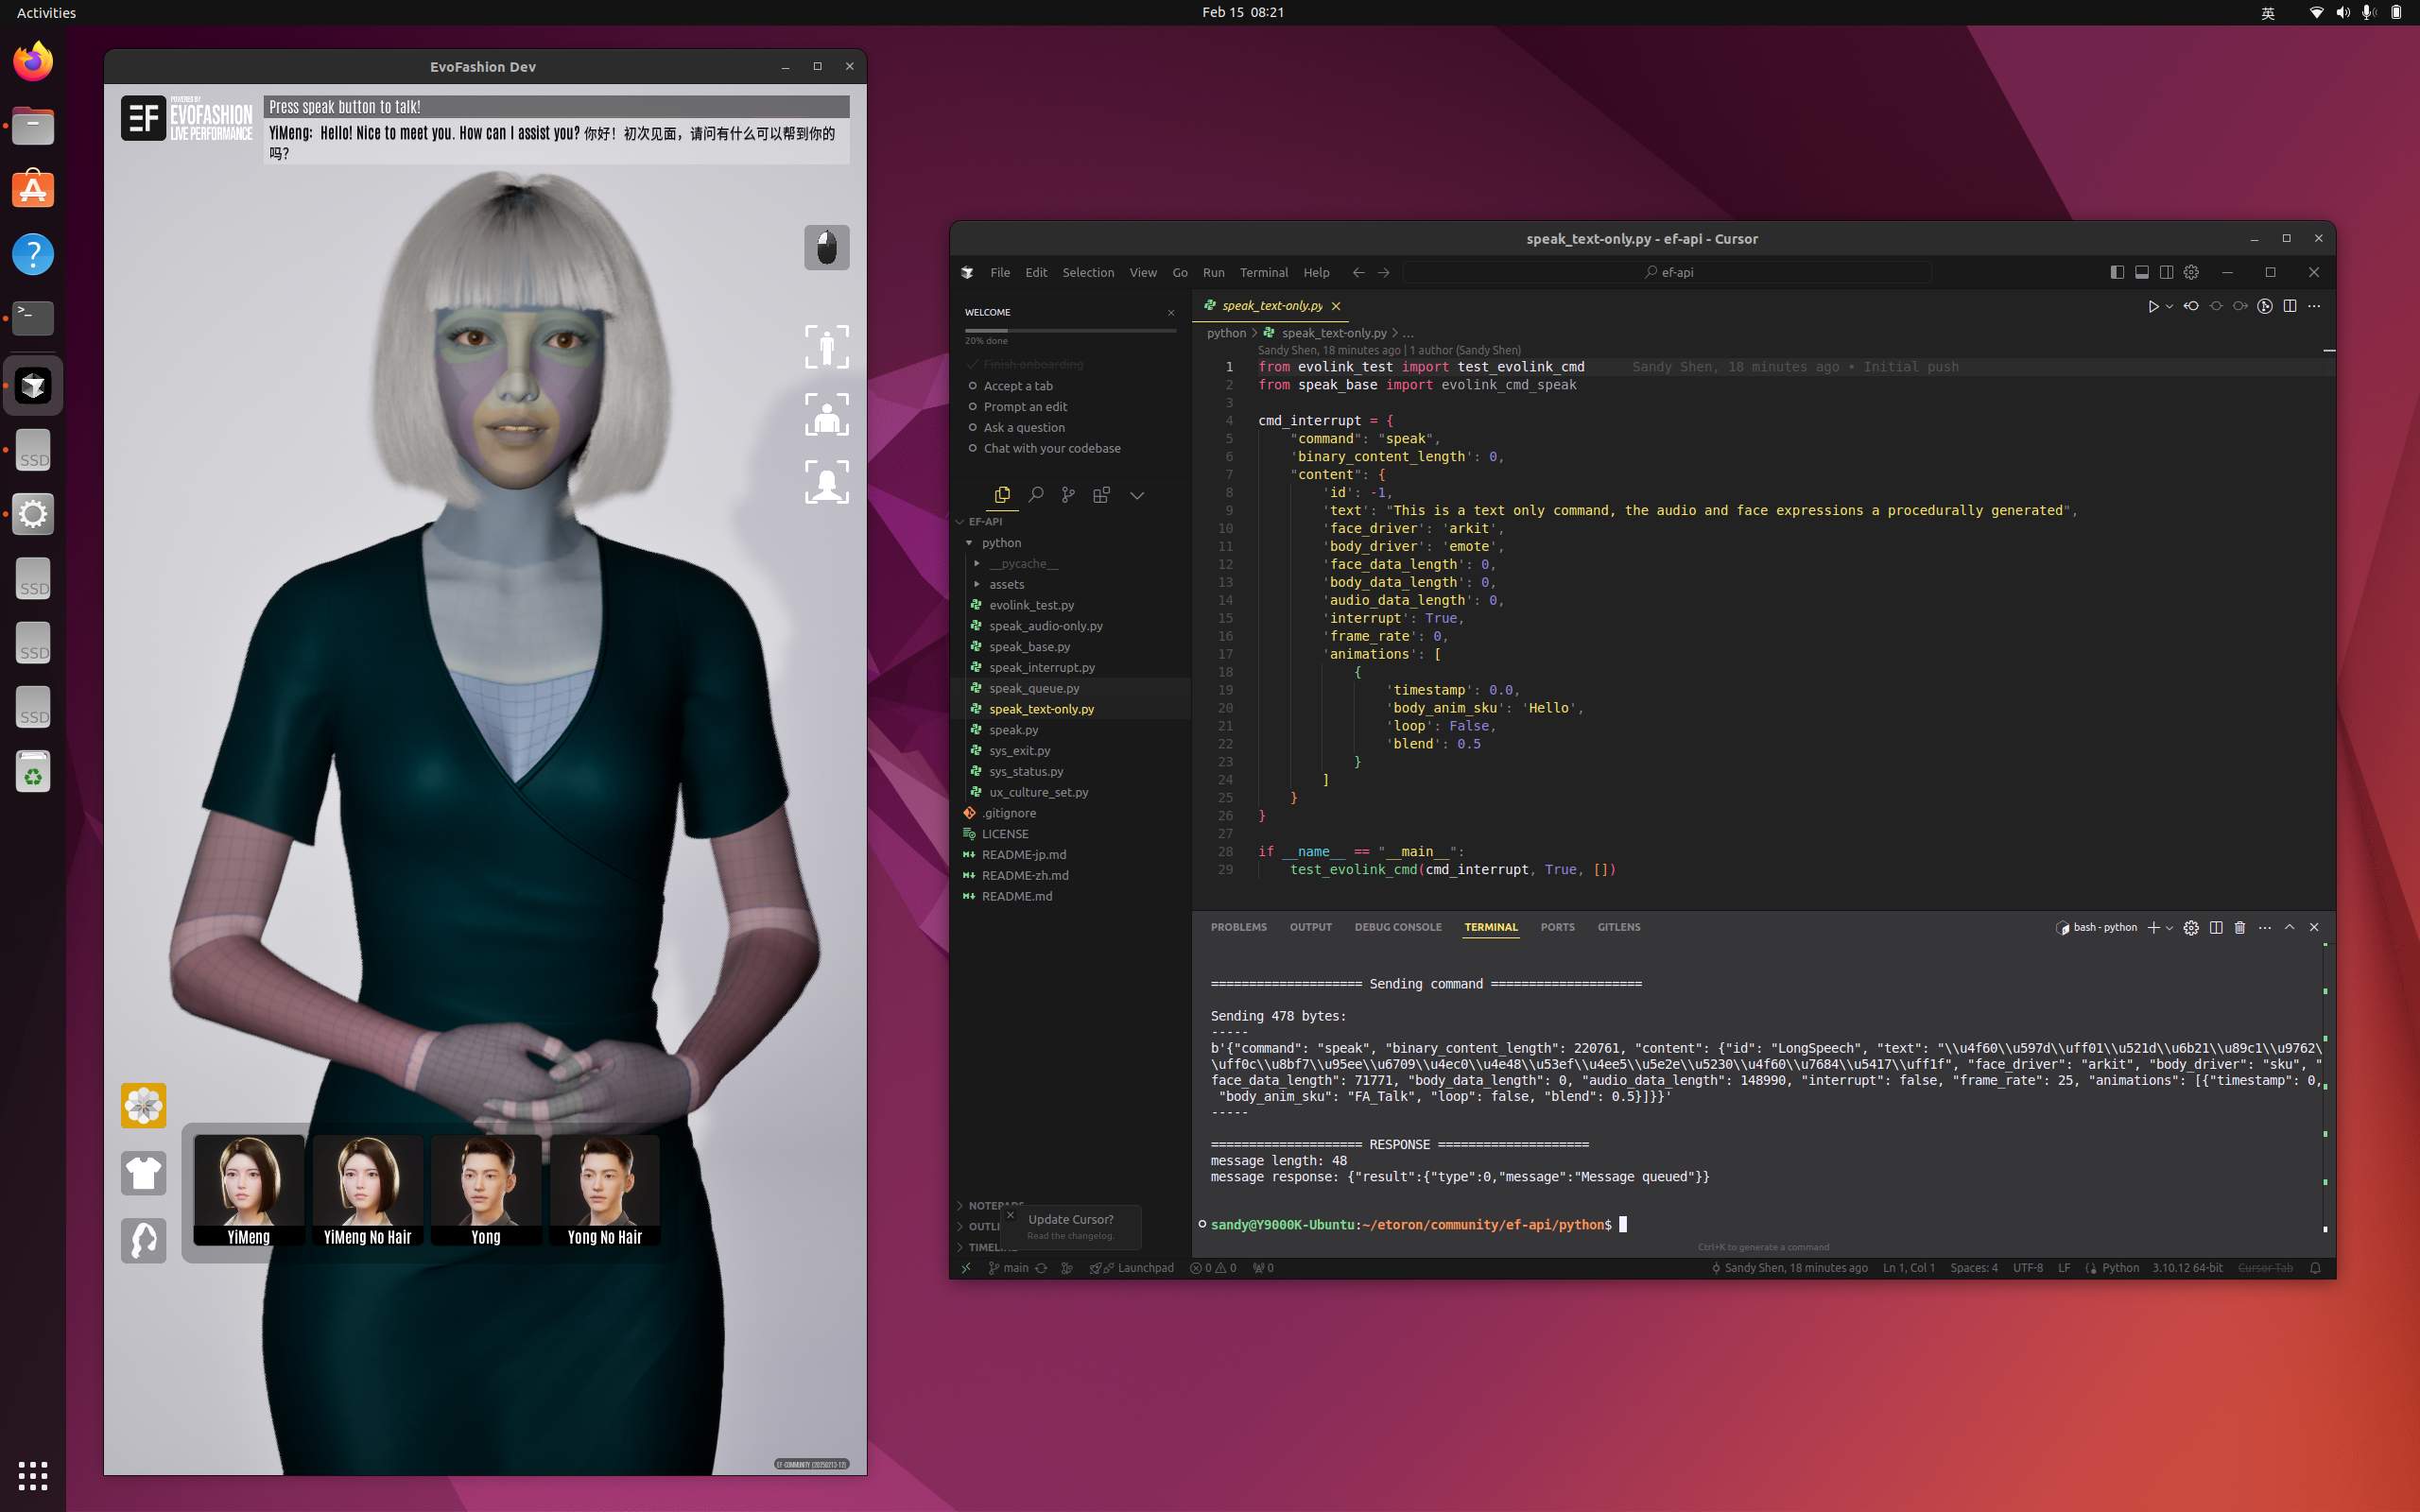 Activities
Feb 15 08:21
英
EvoFashion Dev
EF
POWERED BY
EVOFASHION
LIVE PERFORMANCE
Press speak button to talk!
YiMeng: Hello! Nice to meet you. How can I assist you? 你好！初次见面，请问有什么可以帮到你的
吗？
SSD
SSD
SSD
SSD
YiMeng
YiMeng No Hair
Yong
Yong No Hair
EF-COMMUNITY (20250213-12)
speak_text-only.py - ef-api - Cursor
File Edit Selection View Go Run Terminal Help
ef-api
WELCOME
20% done
Finish onboarding
Accept a tab
Prompt an edit
Ask a question
Chat with your codebase
EF-API
python
__pycache__
assets
evolink_test.py
speak_audio-only.py
speak_base.py
speak_interrupt.py
speak_queue.py
speak_text-only.py
speak.py
sys_exit.py
sys_status.py
ux_culture_set.py
.gitignore
LICENSE
README-jp.md
README-zh.md
README.md
NOTEPADS
OUTLI
TIMELINE
Update Cursor?
Read the changelog.
speak_text-only.py
python > speak_text-only.py > ...
Sandy Shen, 18 minutes ago | 1 author (Sandy Shen)
1 from evolink_test import test_evolink_cmd Sandy Shen, 18 minutes ago • Initial push
2 from speak_base import evolink_cmd_speak
3
4 cmd_interrupt = {
5 "command": "speak",
6 'binary_content_length': 0,
7 "content": {
8 'id': -1,
9 'text': "This is a text only command, the audio and face expressions a procedurally generated",
10 'face_driver': 'arkit',
11 'body_driver': 'emote',
12 'face_data_length': 0,
13 'body_data_length': 0,
14 'audio_data_length': 0,
15 'interrupt': True,
16 'frame_rate': 0,
17 'animations': [
18 {
19 'timestamp': 0.0,
20 'body_anim_sku': 'Hello',
21 'loop': False,
22 'blend': 0.5
23 }
24 ]
25 }
26 }
27
28 if __name__ == "__main__":
29 test_evolink_cmd(cmd_interrupt, True, [])
PROBLEMS OUTPUT DEBUG CONSOLE TERMINAL PORTS GITLENS
bash - python
==================== Sending command ====================
Sending 478 bytes:
-----
b'{"command": "speak", "binary_content_length": 220761, "content": {"id": "LongSpeech", "text": "\\u4f60\\u597d\\uff01\\u521d\\u6b21\\u89c1\\u9762\
\uff0c\\u8bf7\\u95ee\\u6709\\u4ec0\\u4e48\\u53ef\\u4ee5\\u5e2e\\u5230\\u4f60\\u7684\\u5417\\uff1f", "face_driver": "arkit", "body_driver": "sku", "
face_data_length": 71771, "body_data_length": 0, "audio_data_length": 148990, "interrupt": false, "frame_rate": 25, "animations": [{"timestamp": 0,
"body_anim_sku": "FA_Talk", "loop": false, "blend": 0.5}]}}'
-----
==================== RESPONSE ====================
message length: 48
message response: {"result":{"type":0,"message":"Message queued"}}
sandy@Y9000K-Ubuntu:~/etoron/community/ef-api/python$
Ctrl+K to generate a command
main
Launchpad
0 0
0
Sandy Shen, 18 minutes ago
Ln 1, Col 1
Spaces: 4
UTF-8
LF
Python
3.10.12 64-bit
Cursor Tab